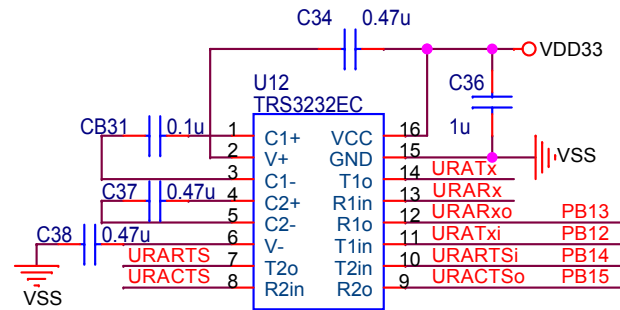 C34 0.47u
VDD33
U12
TRS3232EC
C36
1u
CB31 0.1u
1 C1+ VCC 16
2 V+ GND 15 VSS
3 C1- T1o 14 URATx
C37 0.47u
4 C2+ R1in 13 URARx
5 C2- R1o 12 URARxo PB13
C38 0.47u
6 V- T1in 11 URATxi PB12
URARTS 7 T2o T2in 10 URARTSi PB14
URACTS 8 R2in R2o 9 URACTSo PB15
VSS